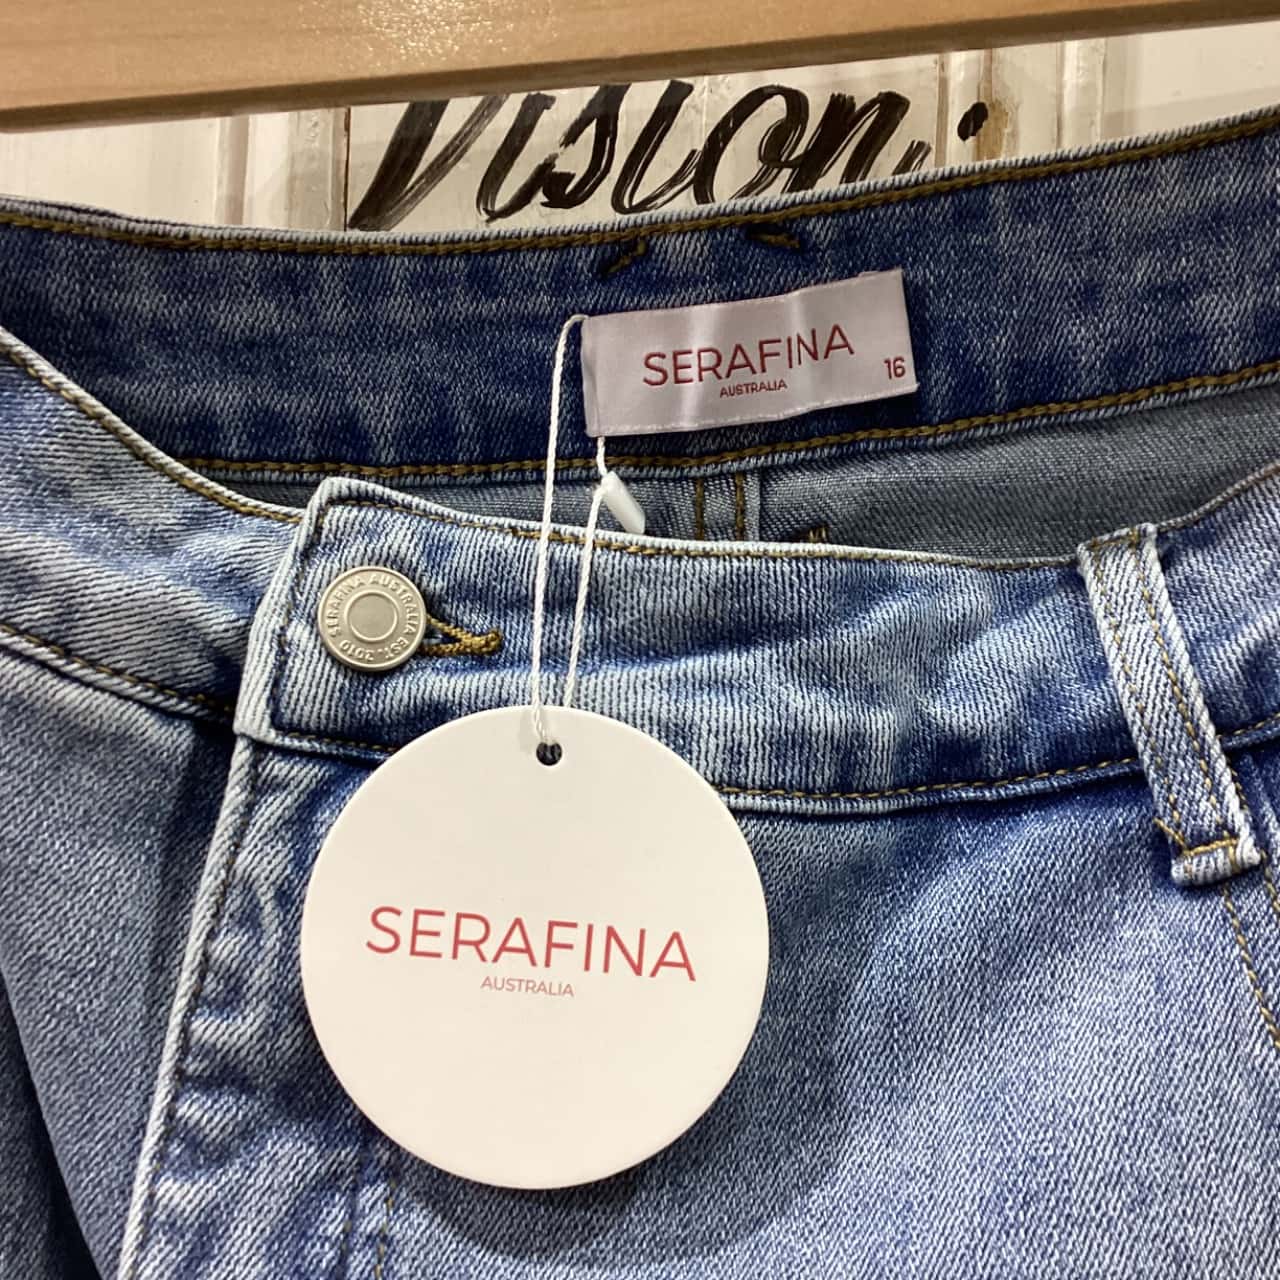 Vision.
SERAFINA
AUSTRALIA
16
SERAFINA AUSTRALIA EST. 2010
SERAFINA
AUSTRALIA